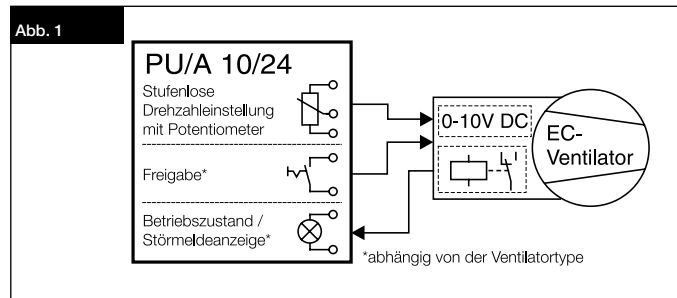 Abb. 1
PU/A 10/24
Stufenlose
Drehzahleinstellung
mit Potentiometer
Freigabe*
Betriebszustand /
Störmeldeanzeige*
0-10V DC
EC-
Ventilator
*abhängig von der Ventilatortype